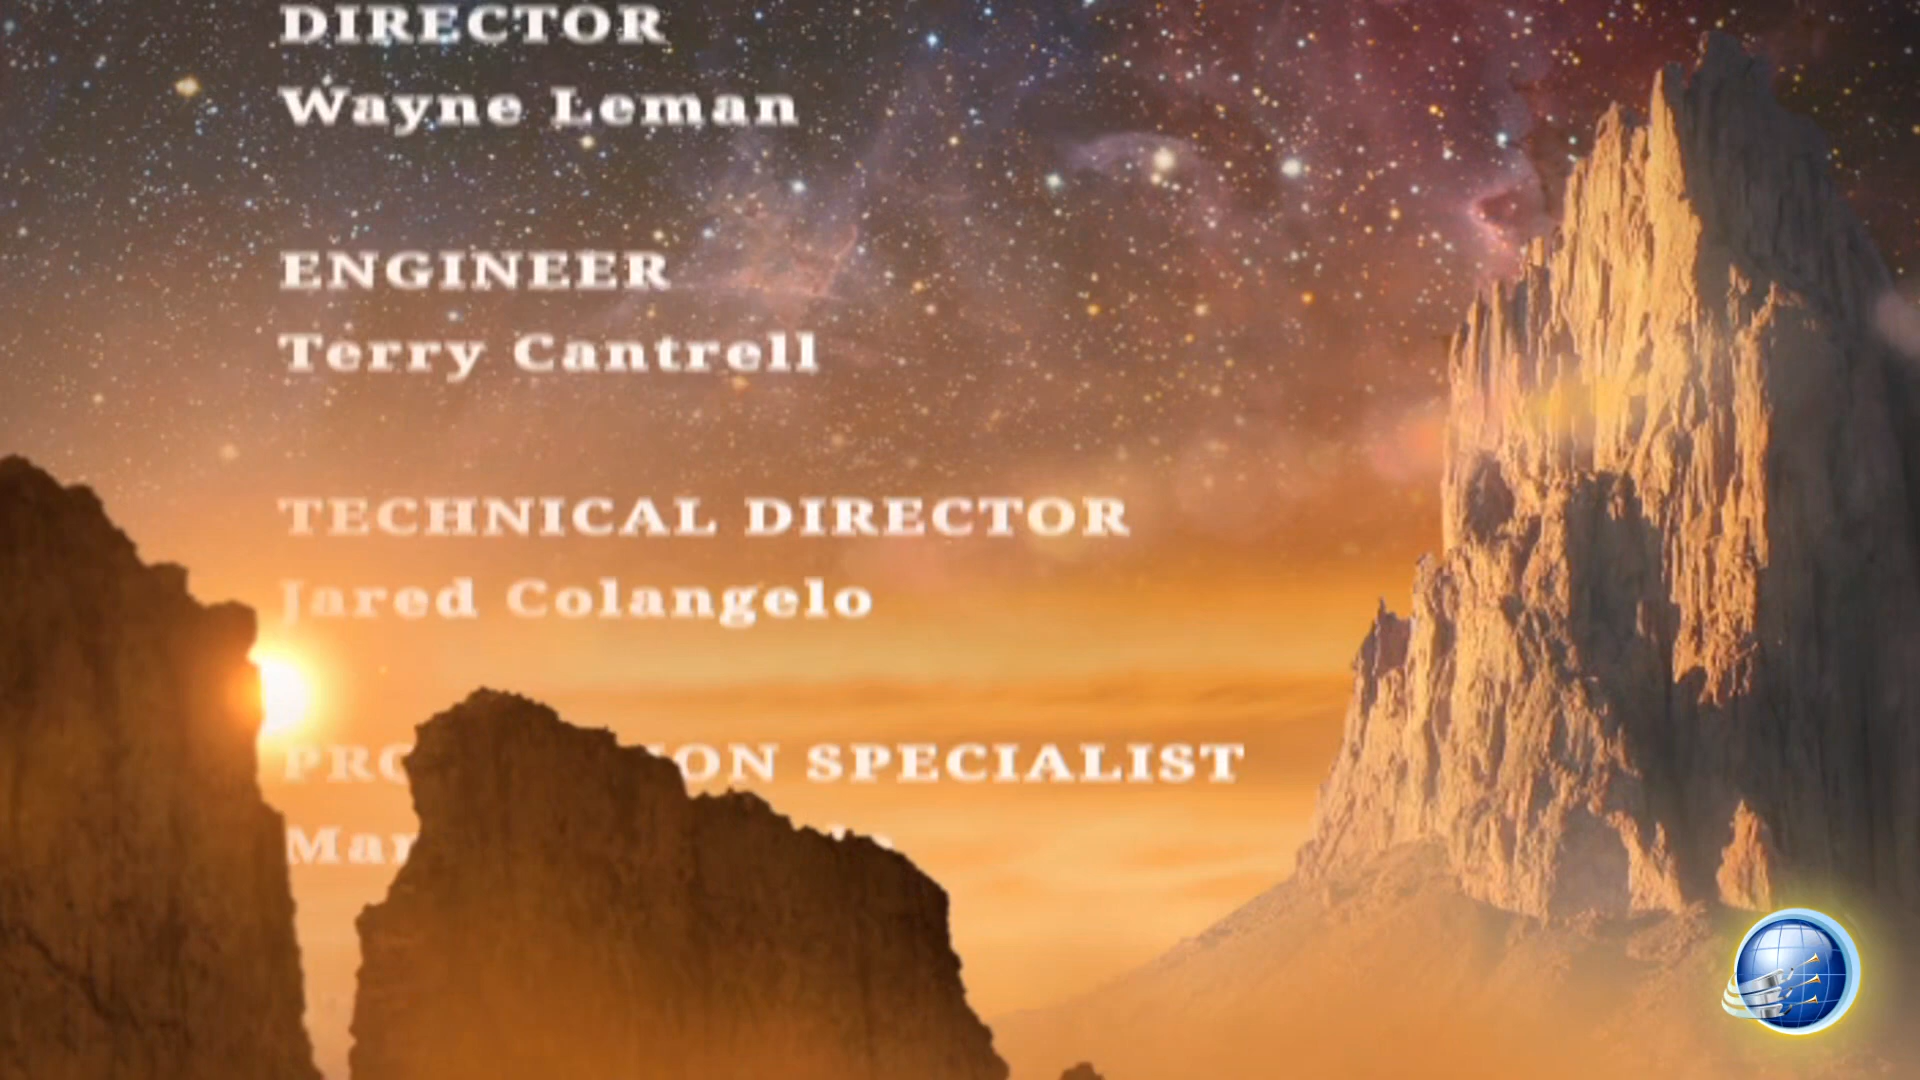 DIRECTOR
Wayne Leman
ENGINEER
Terry Cantrell
TECHNICAL DIRECTOR
Jared Colangelo
SPECIALIST